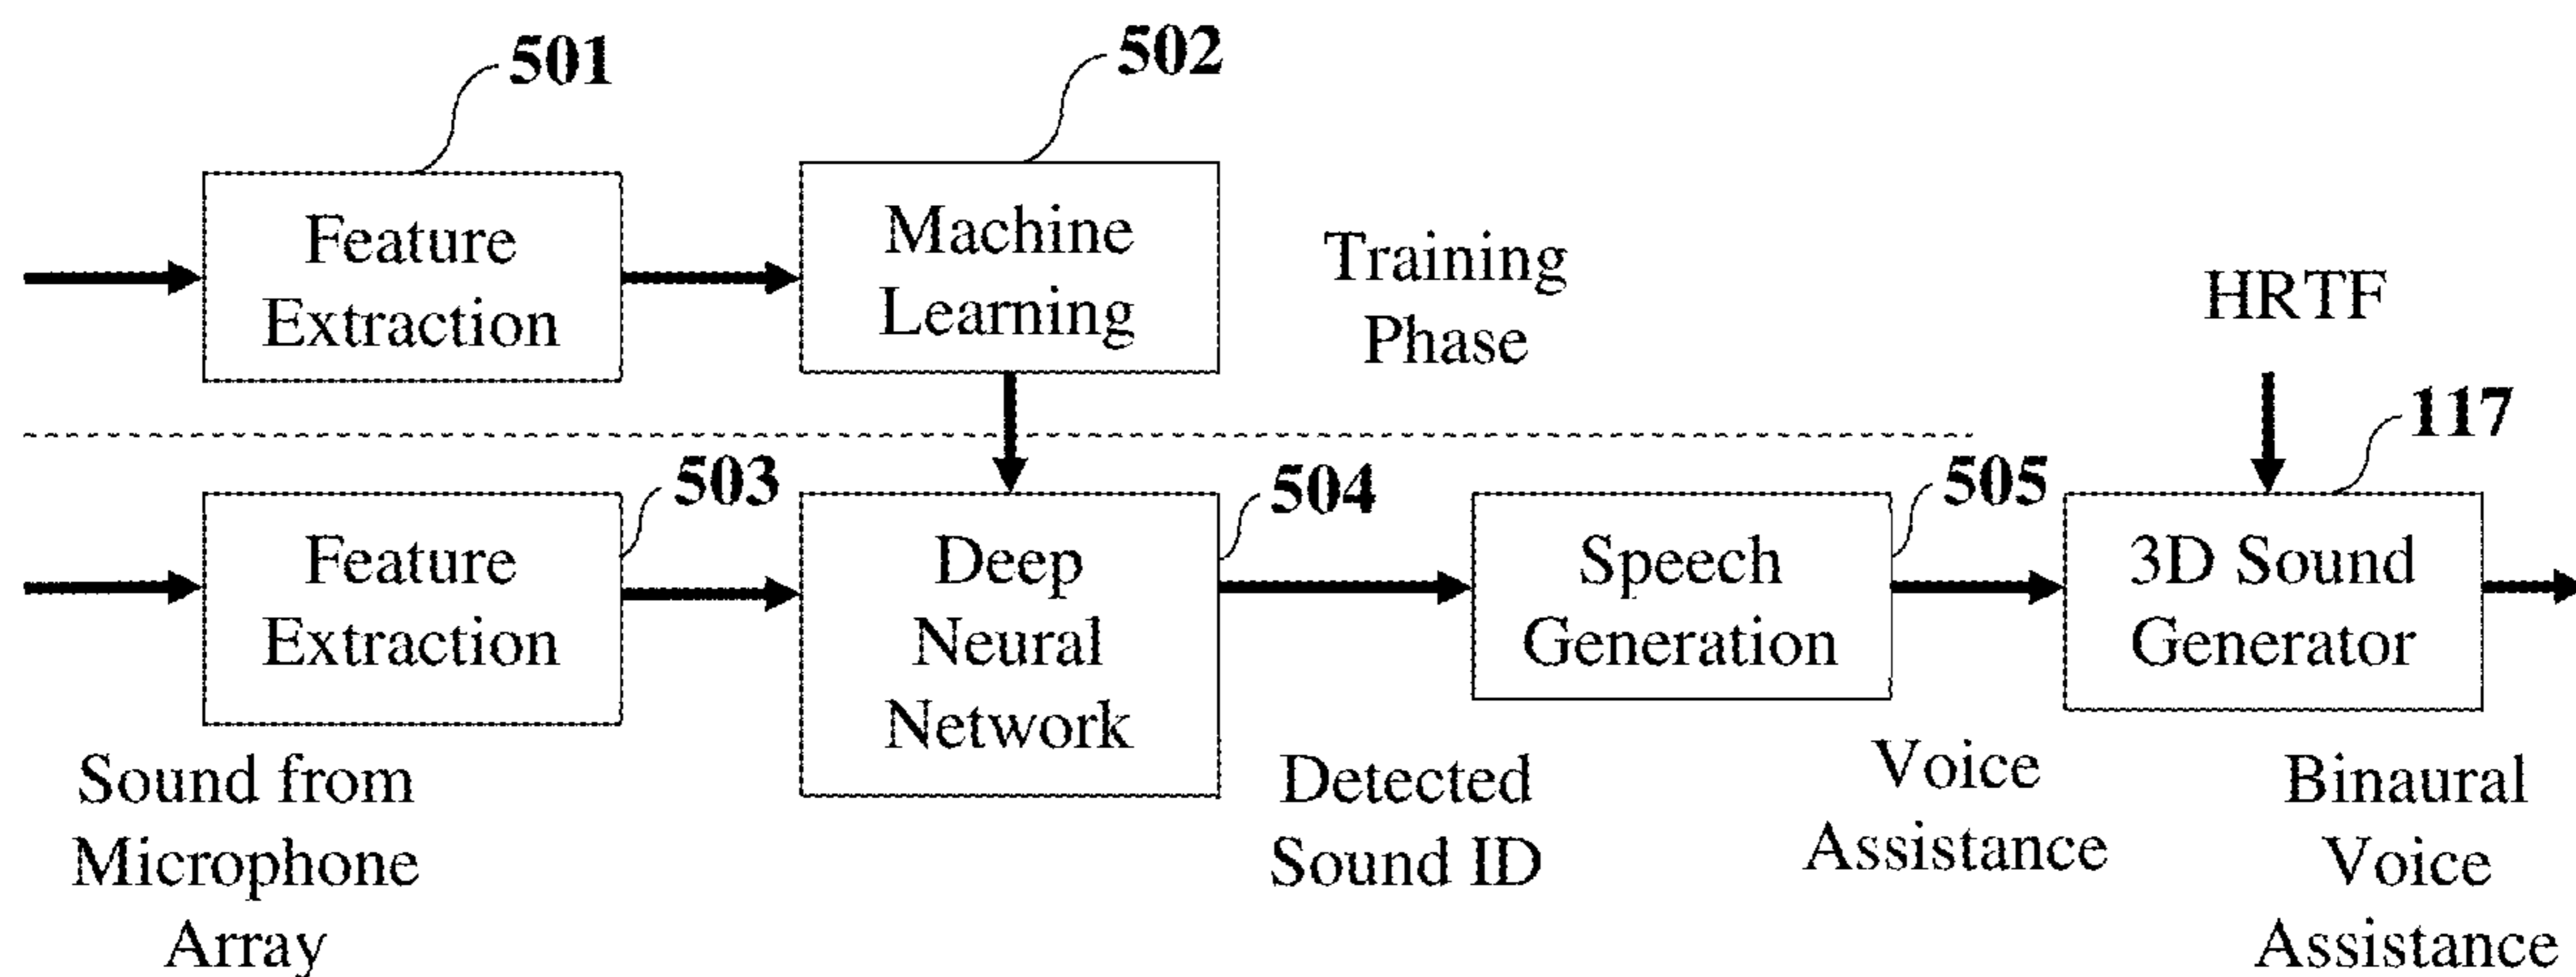 501
502
Feature
Extraction
Machine
Learning
Training
Phase
HRTF
117
503
504
505
Feature
Extraction
Deep
Neural
Network
Speech
Generation
3D Sound
Generator
Sound from
Microphone
Array
Detected
Sound ID
Voice
Assistance
Binaural
Voice
Assistance